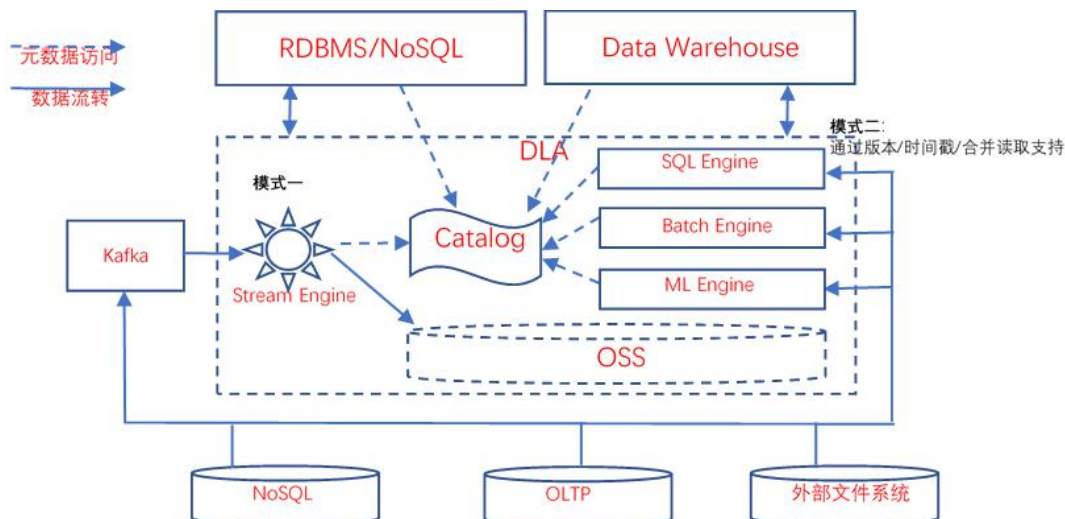 元数据访问
数据流转
RDBMS/NoSQL
Data Warehouse
模式二:
通过版本/时间戳/合并读取支持
DLA
SQL Engine
模式一
Batch Engine
Catalog
Kafka
ML Engine
Stream Engine
OSS
NoSQL
OLTP
外部文件系统